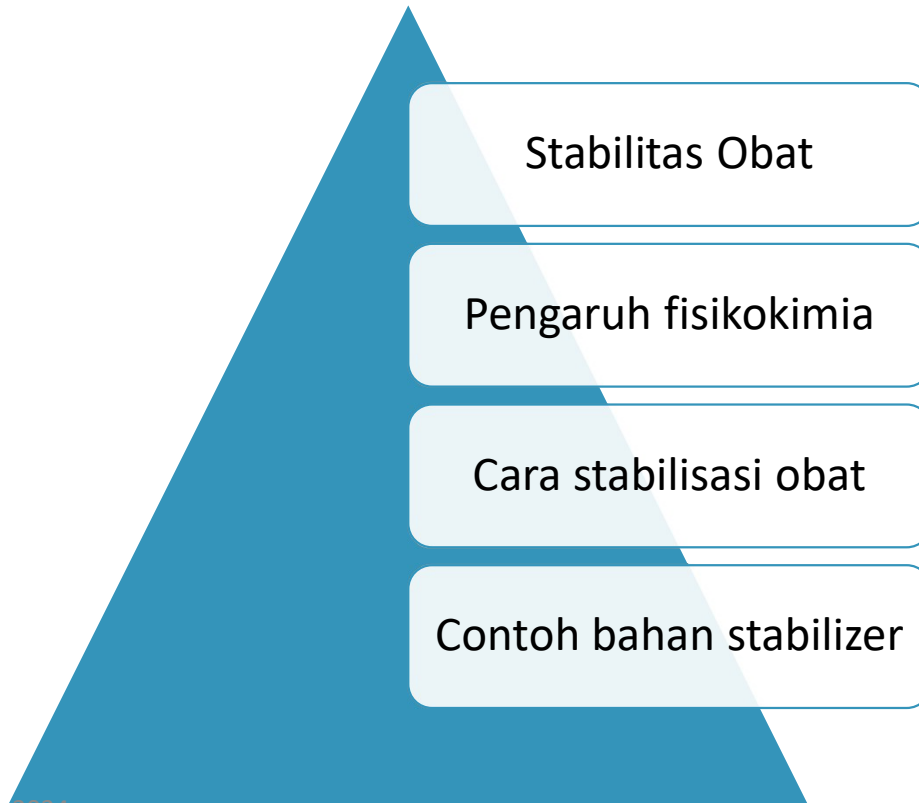 Stabilitas Obat
Pengaruh fisikokimia
Cara stabilisasi obat
Contoh bahan stabilizer